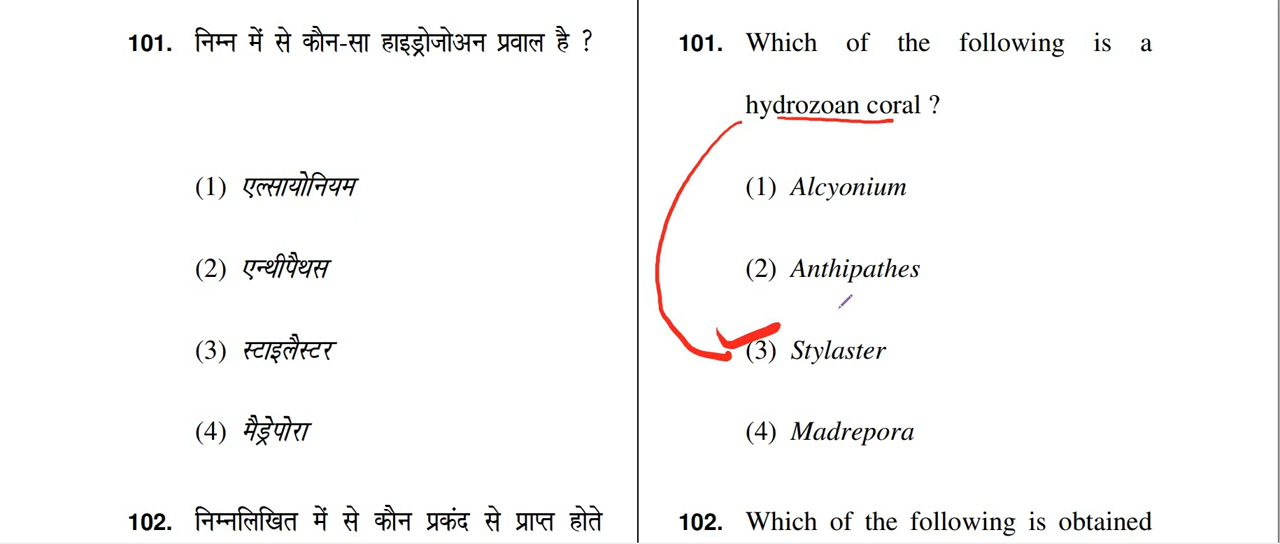 101. निम्न में से कौन-सा हाइड्रोजोअन प्रवाल है ?
(1) एल्सायोनियम
(2) एन्थीपैथस
(3) स्टाइलैस्टर
(4) मैड्रेपोरा
102. निम्नलिखित में से कौन प्रकंद से प्राप्त होते
101. Which of the following is a
hydrozoan coral ?
(1) Alcyonium
(2) Anthipathes
(3) Stylaster
(4) Madrepora
102. Which of the following is obtained